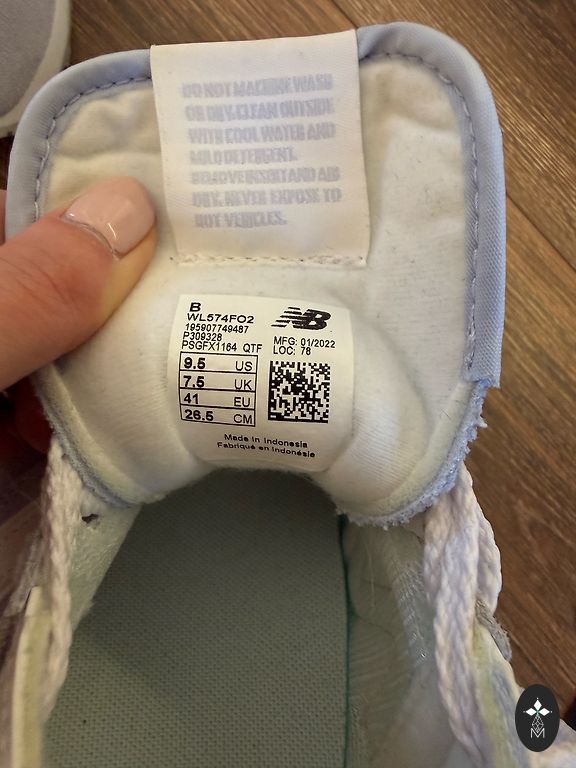 DO NOT MACHINE WASH
OR DRY. CLEAN OUTSIDE
WITH COOL WATER AND
MILD DETERGENT.
REMOVE INSERT AND AIR
DRY. NEVER EXPOSE TO
HOT VEHICLES.
B
WL574FO2
195907749487
P309328
PSGFX1164 QTF
NB
MFG: 01/2022
LOC: 78
9.5 US
7.5 UK
41 EU
26.5 CM
Made in Indonesia
Fabriqué en Indonésie
M